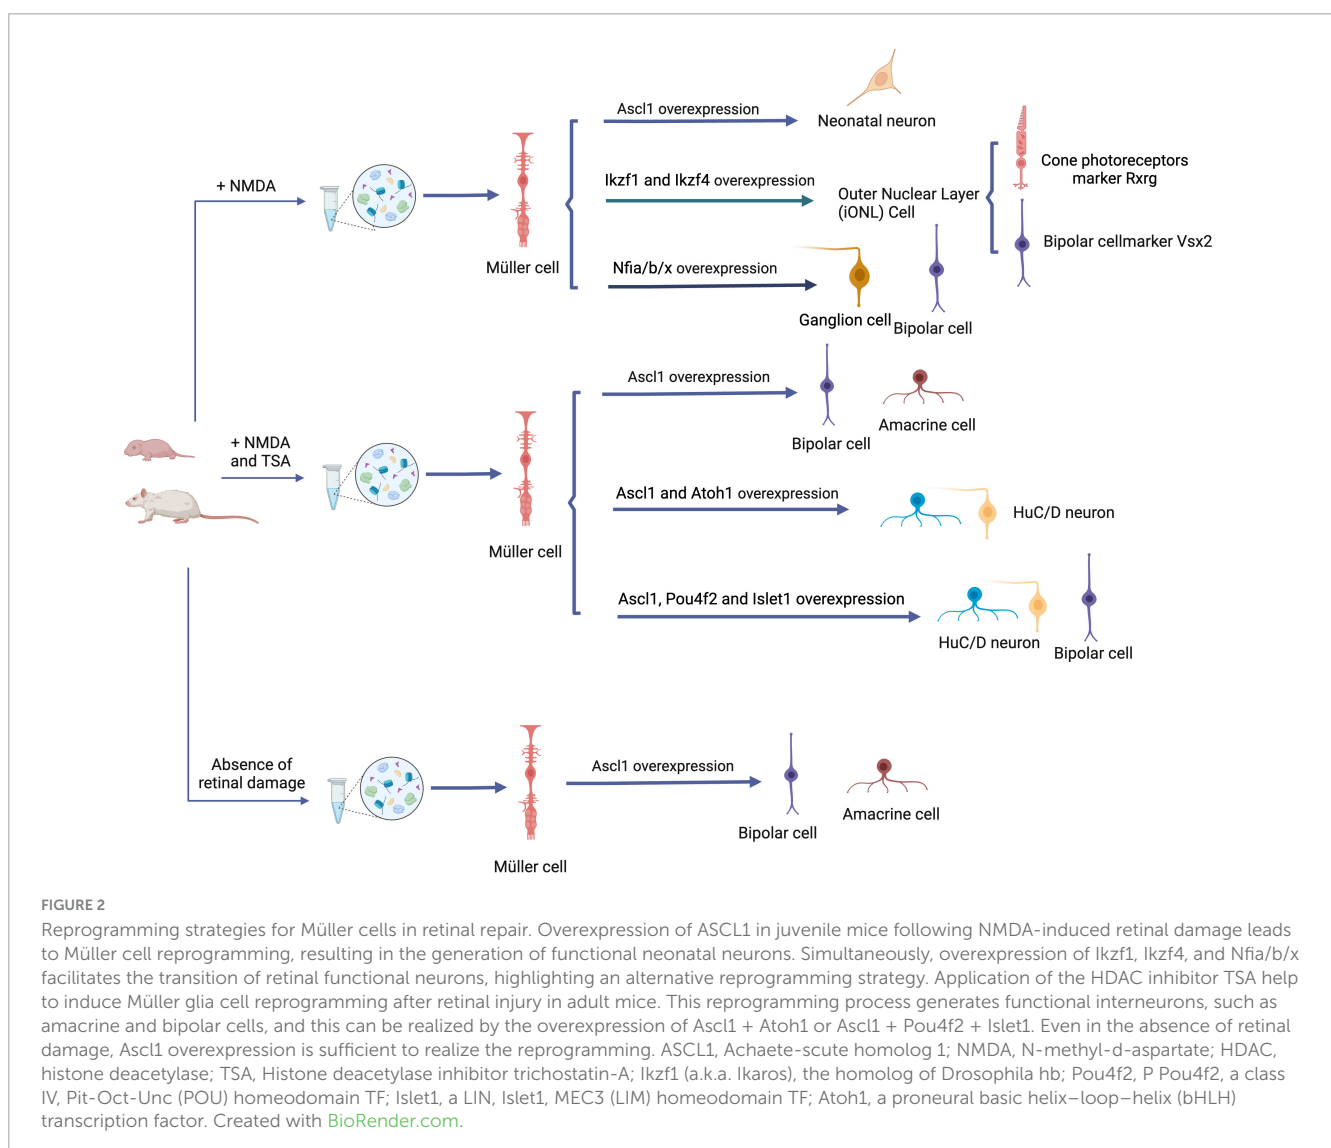 Ascl1 overexpression
Neonatal neuron
+ NMDA
Müller cell
Ikzf1 and Ikzf4 overexpression
Outer Nuclear Layer
(iONL) Cell
Cone photoreceptors
marker Rxrg
Bipolar cellmarker Vsx2
Nfia/b/x overexpression
Ganglion cell
Bipolar cell
+ NMDA
and TSA
Müller cell
Ascl1 overexpression
Bipolar cell
Amacrine cell
Ascl1 and Atoh1 overexpression
HuC/D neuron
Ascl1, Pou4f2 and Islet1 overexpression
HuC/D neuron
Bipolar cell
Absence of
retinal damage
Müller cell
Ascl1 overexpression
Bipolar cell
Amacrine cell
FIGURE 2
Reprogramming strategies for Müller cells in retinal repair. Overexpression of ASCL1 in juvenile mice following NMDA-induced retinal damage leads
to Müller cell reprogramming, resulting in the generation of functional neonatal neurons. Simultaneously, overexpression of Ikzf1, Ikzf4, and Nfia/b/x
facilitates the transition of retinal functional neurons, highlighting an alternative reprogramming strategy. Application of the HDAC inhibitor TSA help
to induce Müller glia cell reprogramming after retinal injury in adult mice. This reprogramming process generates functional interneurons, such as
amacrine and bipolar cells, and this can be realized by the overexpression of Ascl1 + Atoh1 or Ascl1 + Pou4f2 + Islet1. Even in the absence of retinal
damage, Ascl1 overexpression is sufficient to realize the reprogramming. ASCL1, Achaete-scute homolog 1; NMDA, N-methyl-d-aspartate; HDAC,
histone deacetylase; TSA, Histone deacetylase inhibitor trichostatin-A; Ikzf1 (a.k.a. Ikaros), the homolog of Drosophila hb; Pou4f2, P Pou4f2, a class
IV, Pit-Oct-Unc (POU) homeodomain TF; Islet1, a LIN, Islet1, MEC3 (LIM) homeodomain TF; Atoh1, a proneural basic helix–loop–helix (bHLH)
transcription factor. Created with BioRender.com.